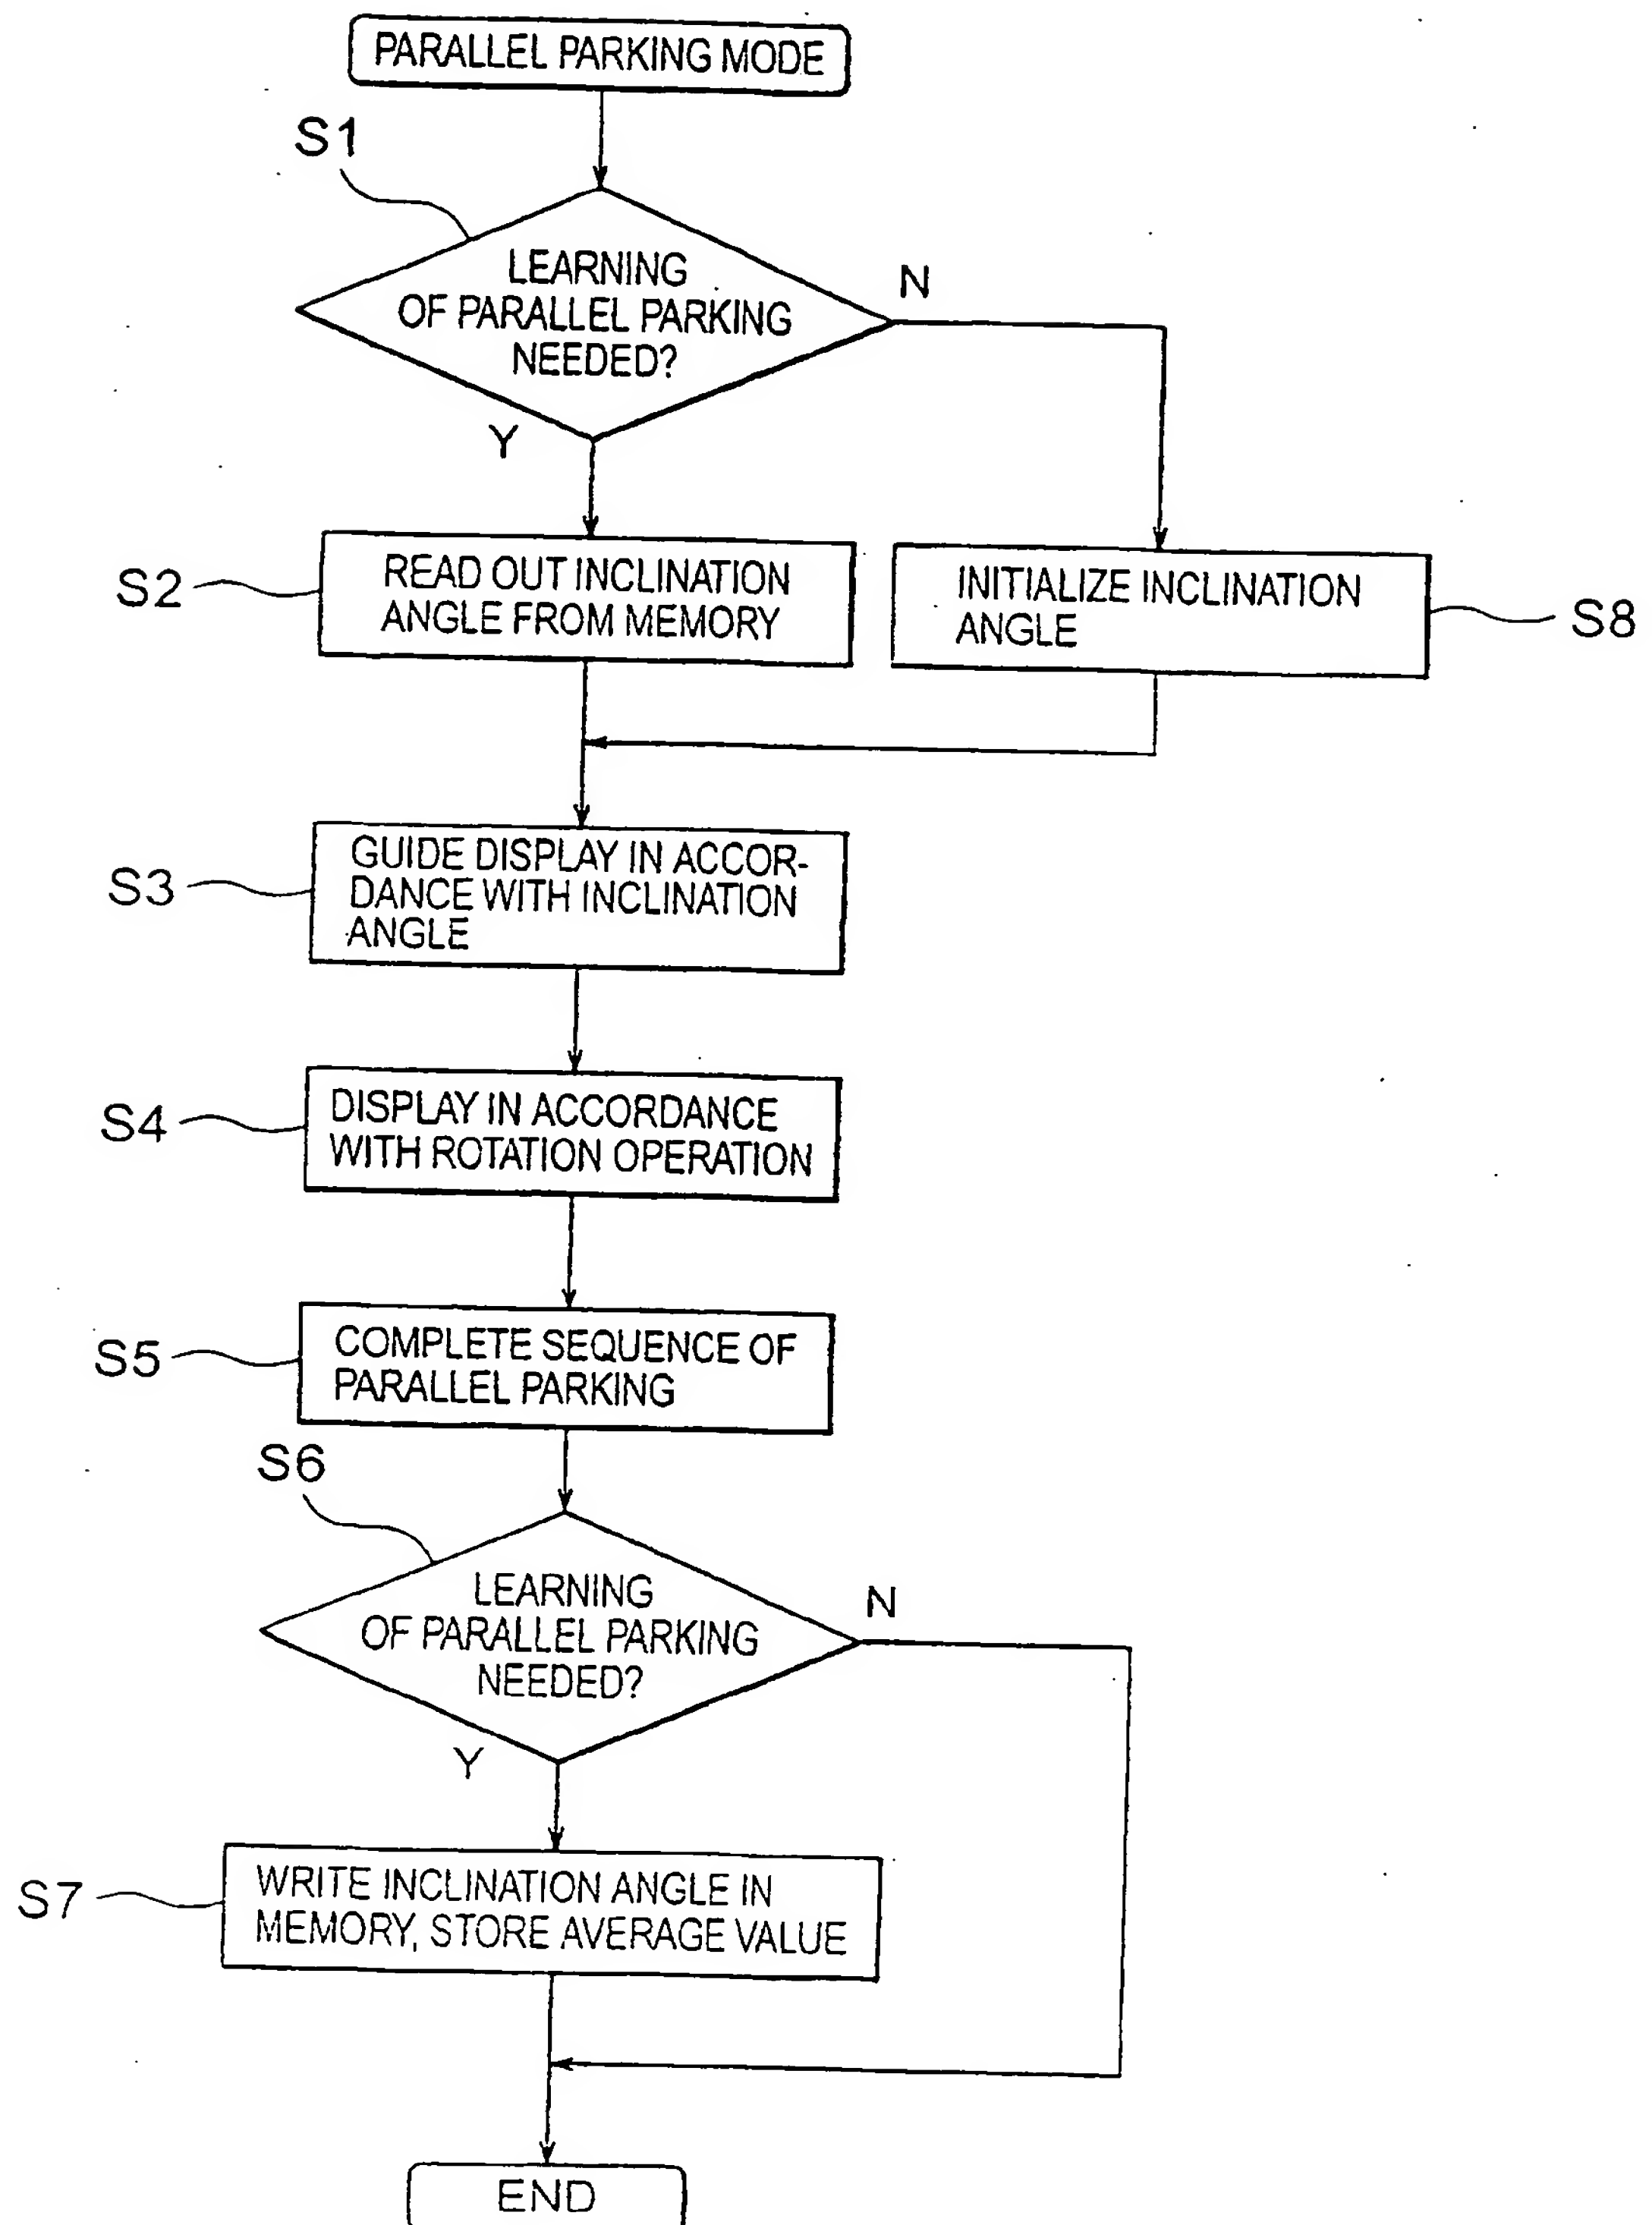 PARALLEL PARKING MODE
S1
LEARNING
OF PARALLEL PARKING
NEEDED?
N
Y
S2
READ OUT INCLINATION
ANGLE FROM MEMORY
INITIALIZE INCLINATION
ANGLE
S8
S3
GUIDE DISPLAY IN ACCOR-
DANCE WITH INCLINATION
ANGLE
S4
DISPLAY IN ACCORDANCE
WITH ROTATION OPERATION
S5
COMPLETE SEQUENCE OF
PARALLEL PARKING
S6
LEARNING
OF PARALLEL PARKING
NEEDED?
N
Y
S7
WRITE INCLINATION ANGLE IN
MEMORY, STORE AVERAGE VALUE
END